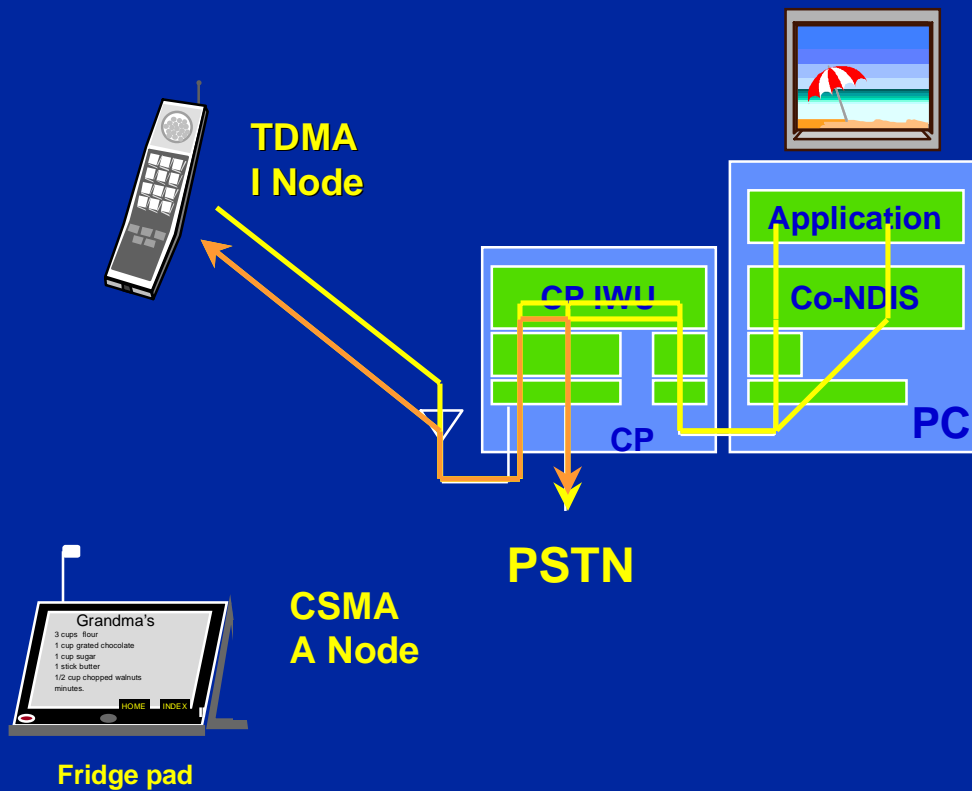 TDMA
I Node
Application
CP IWU
Co-NDIS
CP
PC
PSTN
CSMA
A Node
Grandma's
3 cups flour
1 cup grated chocolate
1 cup sugar
1 stick butter
1/2 cup chopped walnuts
minutes.
HOME INDEX
Fridge pad